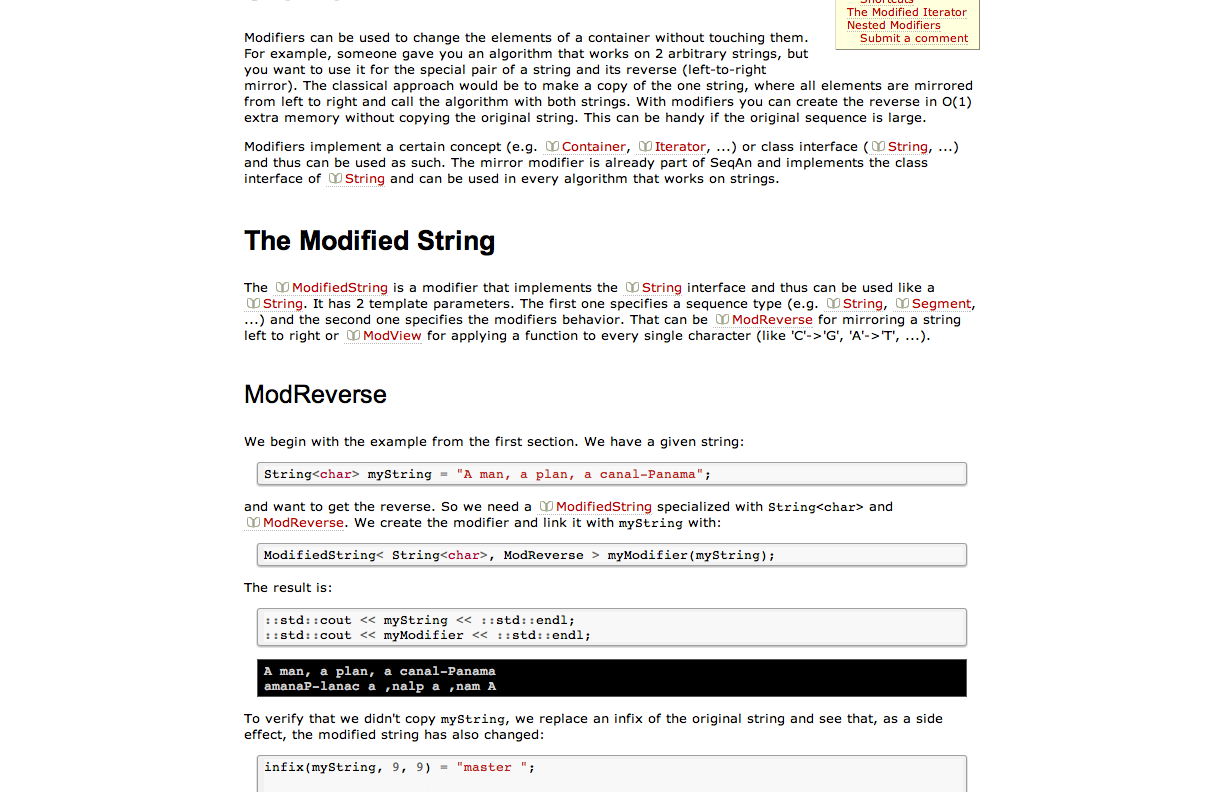 Shortcuts
The Modified Iterator
Nested Modifiers
Submit a comment
Modifiers can be used to change the elements of a container without touching them.
For example, someone gave you an algorithm that works on 2 arbitrary strings, but
you want to use it for the special pair of a string and its reverse (left-to-right
mirror). The classical approach would be to make a copy of the one string, where all elements are mirrored
from left to right and call the algorithm with both strings. With modifiers you can create the reverse in O(1)
extra memory without copying the original string. This can be handy if the original sequence is large.
Modifiers implement a certain concept (e.g. Container, Iterator, ...) or class interface (String, ...)
and thus can be used as such. The mirror modifier is already part of SeqAn and implements the class
interface of String and can be used in every algorithm that works on strings.
The Modified String
The ModifiedString is a modifier that implements the String interface and thus can be used like a
String. It has 2 template parameters. The first one specifies a sequence type (e.g. String, Segment,
...) and the second one specifies the modifiers behavior. That can be ModReverse for mirroring a string
left to right or ModView for applying a function to every single character (like 'C'->'G', 'A'->'T', ...).
ModReverse
We begin with the example from the first section. We have a given string:
String<char> myString = "A man, a plan, a canal-Panama";
and want to get the reverse. So we need a ModifiedString specialized with String<char> and
ModReverse. We create the modifier and link it with myString with:
ModifiedString< String<char>, ModReverse > myModifier(myString);
The result is:
::std::cout << myString << ::std::endl;
::std::cout << myModifier << ::std::endl;
A man, a plan, a canal-Panama
amanaP-lanac a ,nalp a ,nam A
To verify that we didn't copy myString, we replace an infix of the original string and see that, as a side
effect, the modified string has also changed:
infix(myString, 9, 9) = "master ";